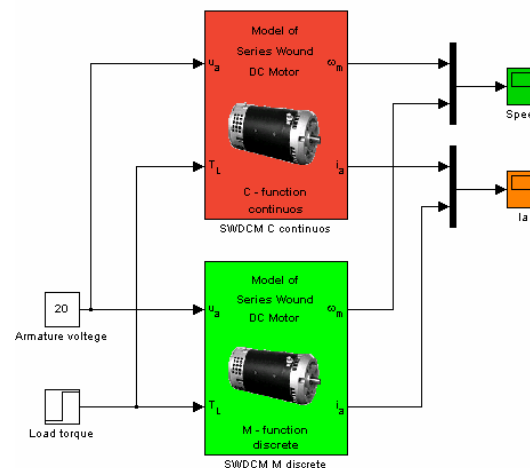 Model of
Series Wound
DC Motor
u_a
ω_m
T_L
i_a
C - function
continuos
SWDCM C continuos
Spee
Ia
Model of
Series Wound
DC Motor
u_a
ω_m
20
Armature voltege
T_L
i_a
Load torque
M - function
discrete
SWDCM M discrete